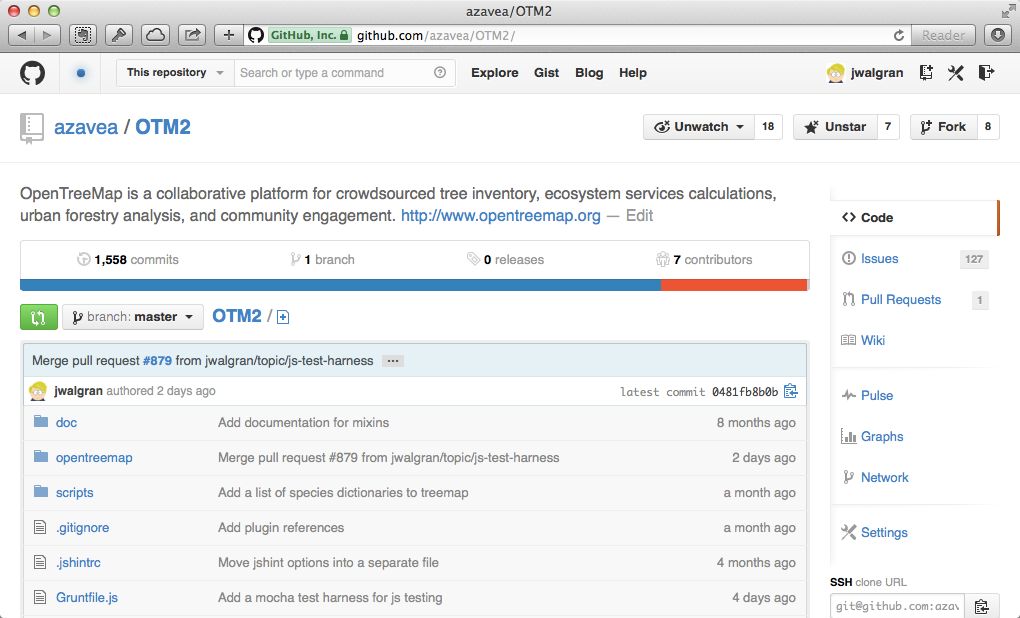 azavea/OTM2
GitHub, Inc. github.com/azavea/OTM2/ Reader
This repository Search or type a command Explore Gist Blog Help jwalgran
azavea / OTM2 Unwatch 18 Unstar 7 Fork 8
OpenTreeMap is a collaborative platform for crowdsourced tree inventory, ecosystem services calculations,
urban forestry analysis, and community engagement. http://www.opentreemap.org — Edit
1,558 commits 1 branch 0 releases 7 contributors
branch: master OTM2 /
Merge pull request #879 from jwalgran/topic/js-test-harness ...
jwalgran authored 2 days ago latest commit 0481fb8b0b
doc Add documentation for mixins 8 months ago
opentreemap Merge pull request #879 from jwalgran/topic/js-test-harness 2 days ago
scripts Add a list of species dictionaries to treemap a month ago
.gitignore Add plugin references a month ago
.jshintrc Move jshint options into a separate file 4 months ago
Gruntfile.js Add a mocha test harness for js testing 4 days ago
Code
Issues 127
Pull Requests 1
Wiki
Pulse
Graphs
Network
Settings
SSH clone URL
git@github.com:azav